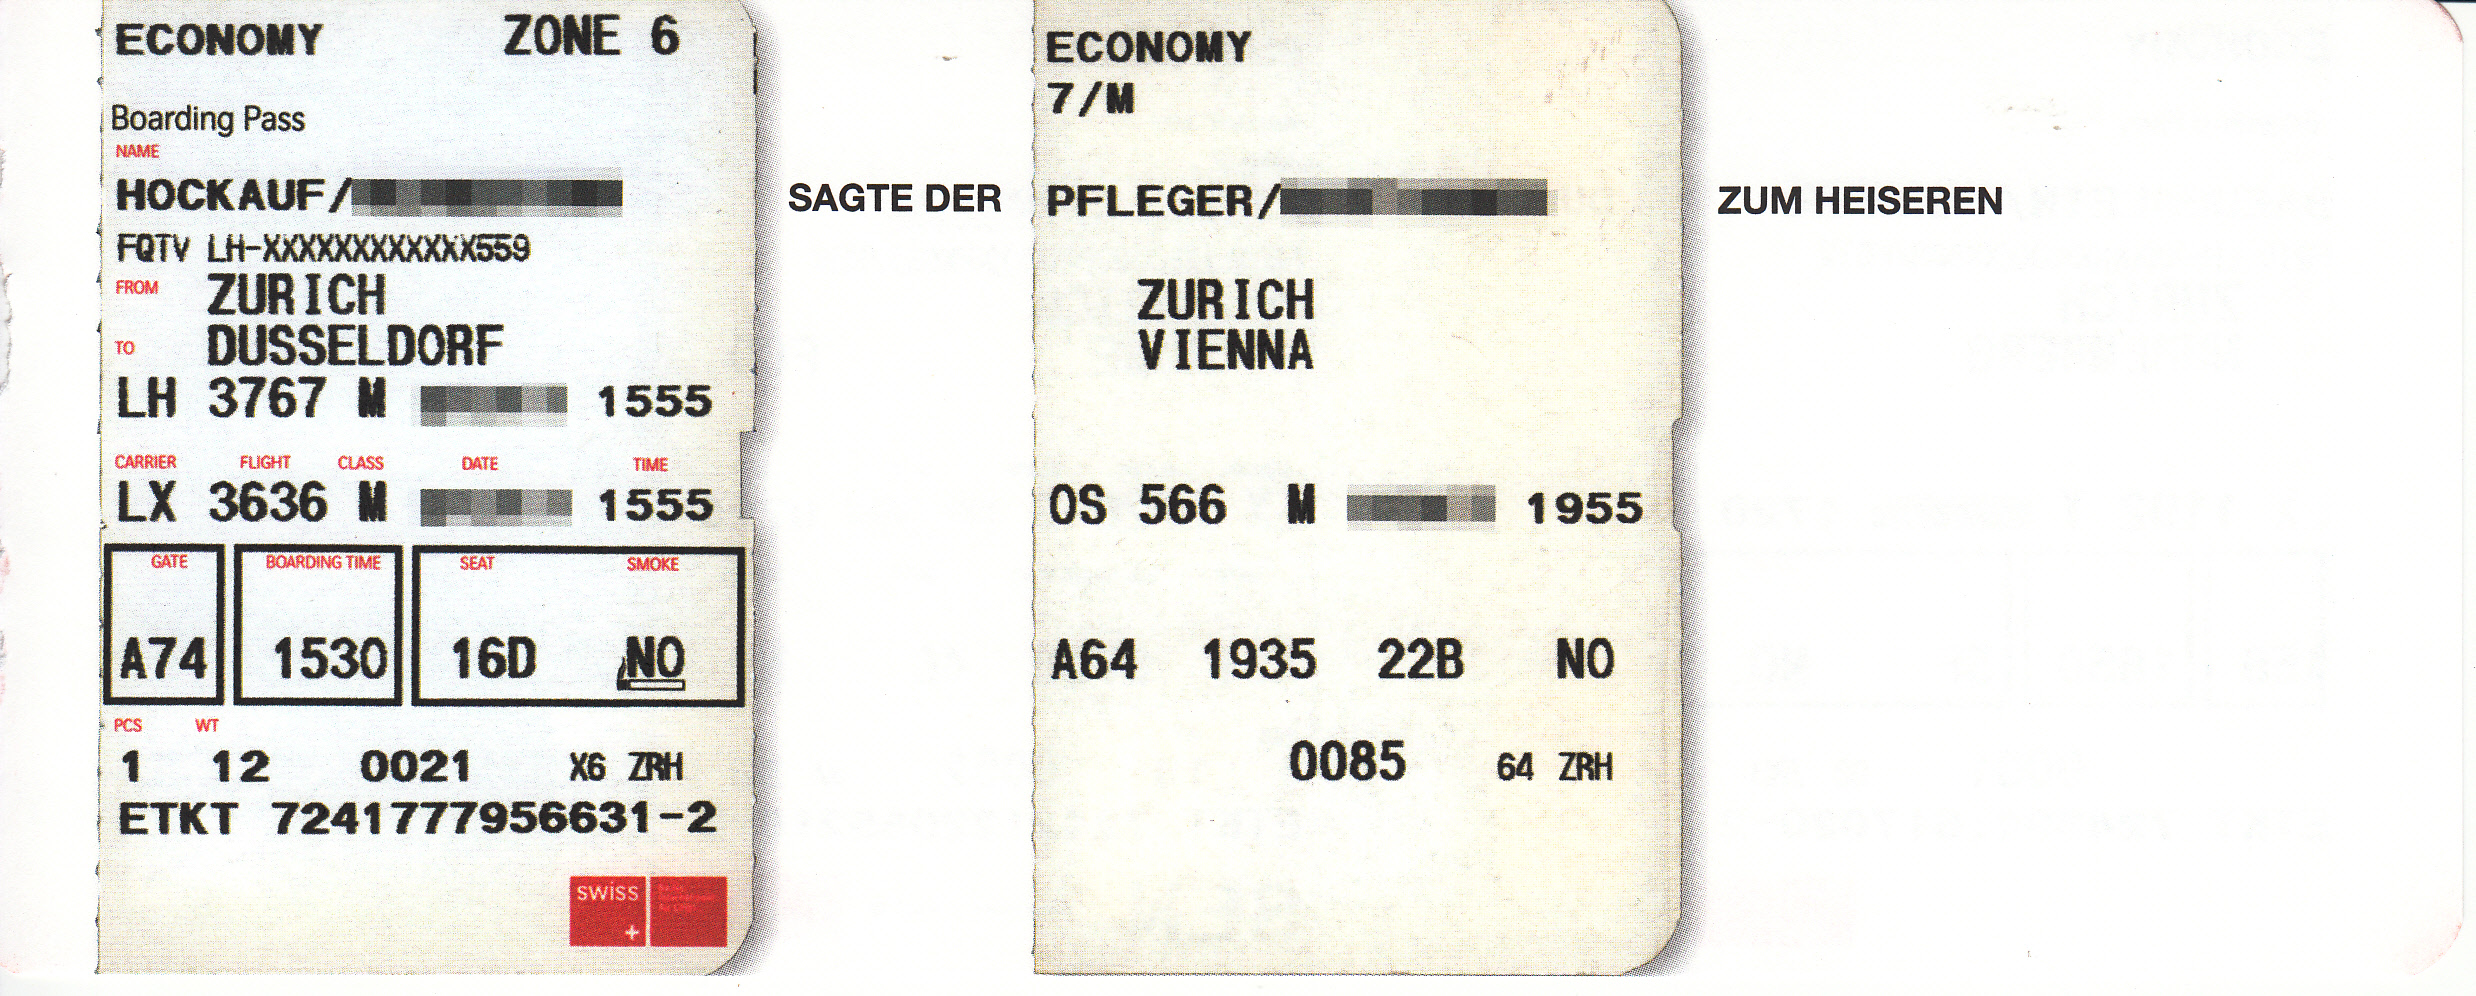 ECONOMY ZONE 6
Boarding Pass
NAME
HOCKAUF/
FQTV LH-XXXXXXXXXXXX559
FROM ZURICH
TO DUSSELDORF
LH 3767 M 1555
CARRIER FLIGHT CLASS DATE TIME
LX 3636 M 1555
GATE BOARDING TIME SEAT SMOKE
A74 1530 16D NO
PCS WT
1 12 0021 X6 ZRH
ETKT 7241777956631-2
swiss
SAGTE DER
ECONOMY
7/M
PFLEGER/
ZURICH
VIENNA
OS 566 M 1955
A64 1935 22B NO
0085 64 ZRH
ZUM HEISEREN